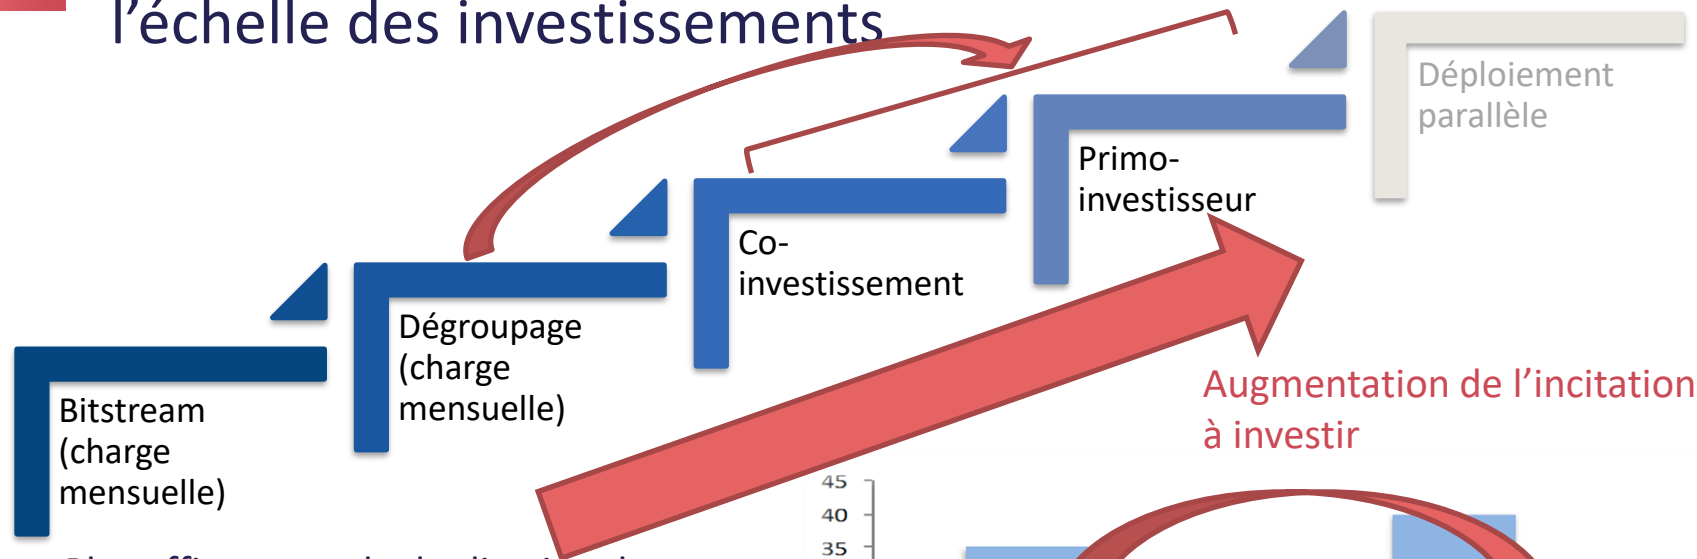 l’échelle des investissements
Déploiement
parallèle
Primo-
investisseur
Co-
investissement
Dégroupage
(charge
mensuelle)
Bitstream
(charge
mensuelle)
Augmentation de l’incitation
à investir
45
40
35